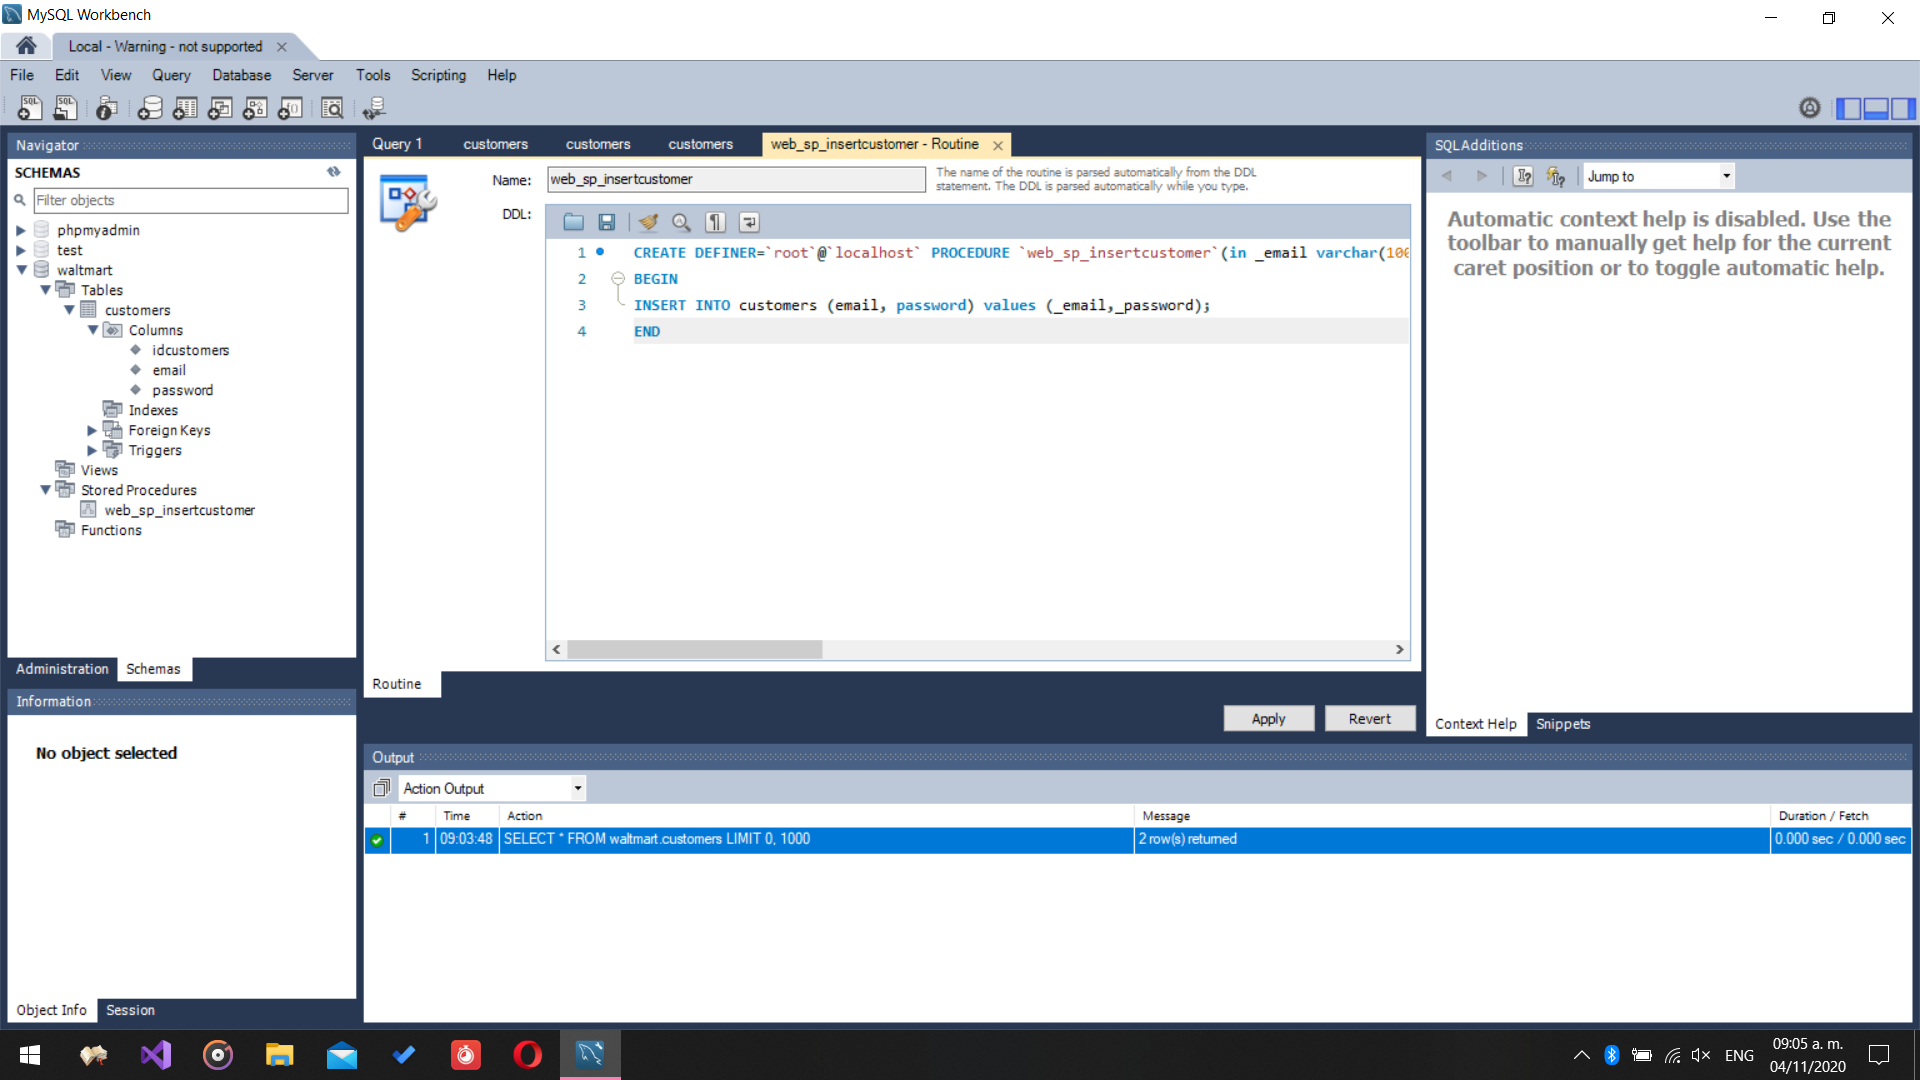 MySQL Workbench
Local - Warning - not supported
File Edit View Query Database Server Tools Scripting Help
Navigator
SCHEMAS
Filter objects
phpmyadmin
test
waltmart
Tables
customers
Columns
idcustomers
email
password
Indexes
Foreign Keys
Triggers
Views
Stored Procedures
web_sp_insertcustomer
Functions
Administration Schemas
Information
No object selected
Object Info Session
Query 1 customers customers customers web_sp_insertcustomer - Routine
Name: web_sp_insertcustomer
The name of the routine is parsed automatically from the DDL
statement. The DDL is parsed automatically while you type.
DDL:
1 CREATE DEFINER=`root`@`localhost` PROCEDURE `web_sp_insertcustomer`(in _email varchar(100
2 BEGIN
3 INSERT INTO customers (email, password) values (_email,_password);
4 END
Routine
Apply Revert
SQLAdditions
Jump to
Automatic context help is disabled. Use the
toolbar to manually get help for the current
caret position or to toggle automatic help.
Context Help Snippets
Output
Action Output
# Time Action Message Duration / Fetch
1 09:03:48 SELECT * FROM waltmart.customers LIMIT 0, 1000 2 row(s) returned 0.000 sec / 0.000 sec
ENG
09:05 a. m.
04/11/2020